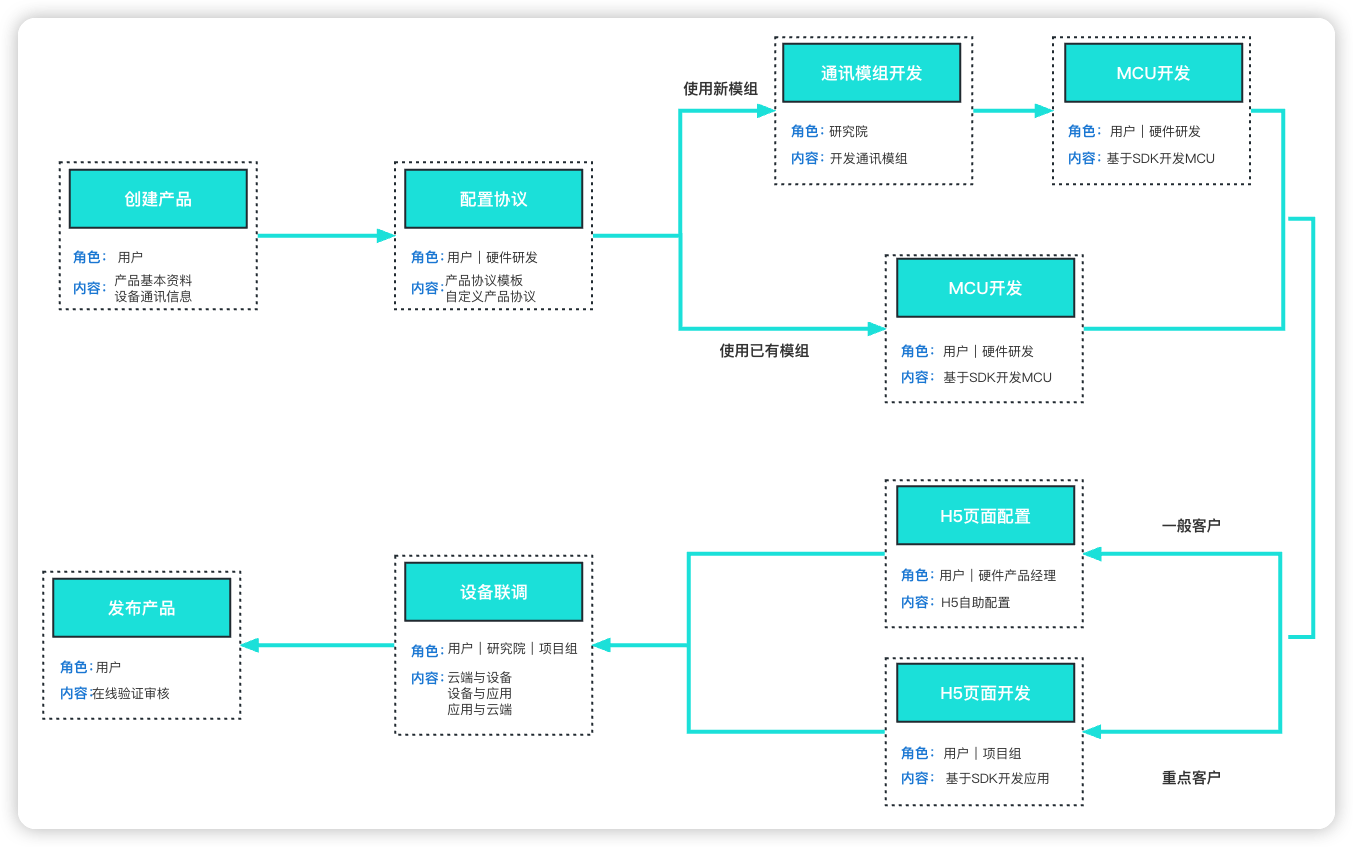 创建产品
角色： 用户
内容： 产品基本资料
设备通讯信息
配置协议
角色：用户｜硬件研发
内容：产品协议模板
自定义产品协议
使用新模组
通讯模组开发
角色：研究院
内容：开发通讯模组
MCU开发
角色： 用户｜硬件研发
内容：基于SDK开发MCU
使用已有模组
MCU开发
角色： 用户｜硬件研发
内容： 基于SDK开发MCU
一般客户
H5页面配置
角色：用户｜硬件产品经理
内容： H5自助配置
重点客户
H5页面开发
角色： 用户｜项目组
内容： 基于SDK开发应用
设备联调
角色：用户｜研究院｜项目组
内容：云端与设备
设备与应用
应用与云端
发布产品
角色：用户
内容：在线验证审核